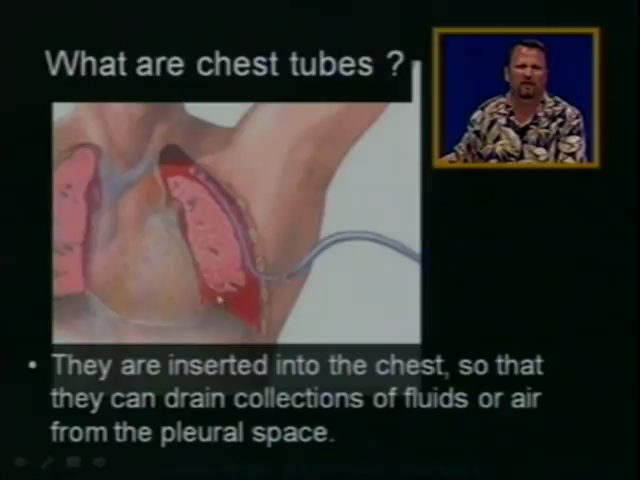 What are chest tubes ?
• They are inserted into the chest, so that
they can drain collections of fluids or air
from the pleural space.